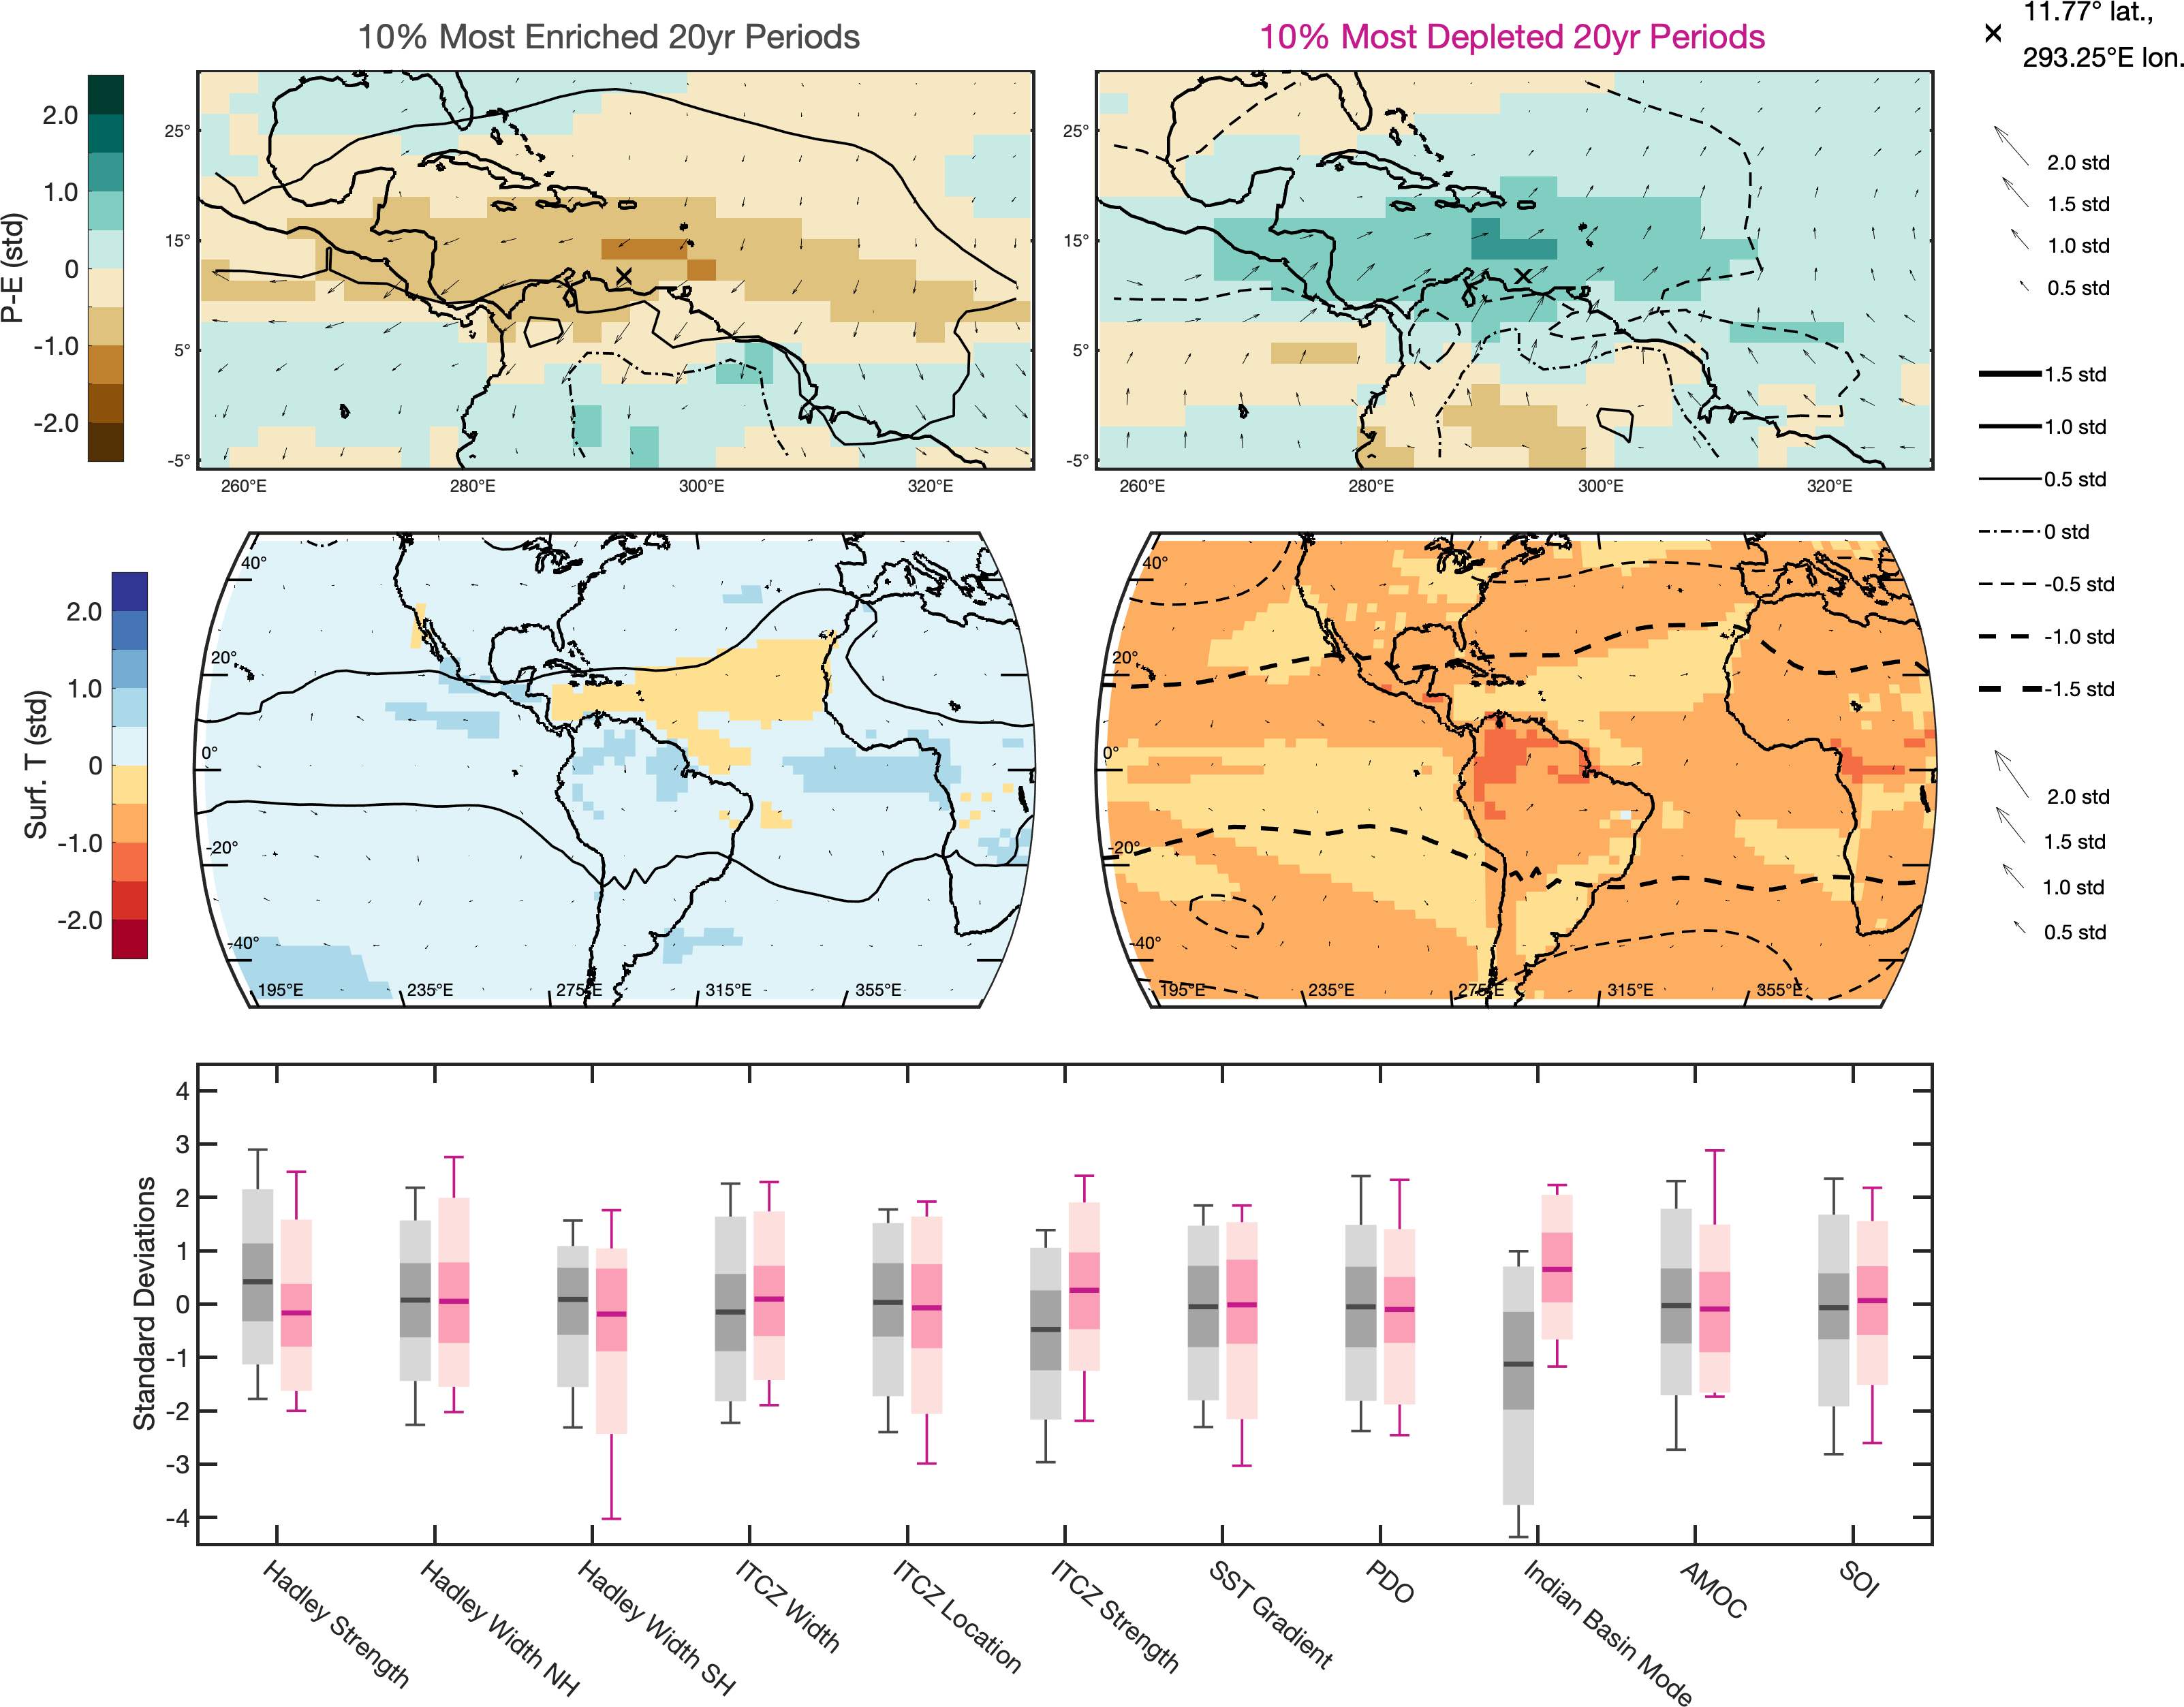 10% Most Enriched 20yr Periods
10% Most Depleted 20yr Periods
11.77° lat.,
293.25°E lon.
P-E (std)
2.0
1.0
0
-1.0
-2.0
25°
15°
5°
-5°
260°E 280°E 300°E 320°E
25°
15°
5°
-5°
260°E 280°E 300°E 320°E
2.0 std
1.5 std
1.0 std
0.5 std
1.5 std
1.0 std
0.5 std
0 std
-0.5 std
-1.0 std
-1.5 std
Surf. T (std)
2.0
1.0
0
-1.0
-2.0
40°
20°
0°
-20°
-40°
195°E 235°E 275°E 315°E 355°E
40°
20°
0°
-20°
-40°
195°E 235°E 275°E 315°E 355°E
2.0 std
1.5 std
1.0 std
0.5 std
Standard Deviations
4
3
2
1
0
-1
-2
-3
-4
Hadley Strength
Hadley Width NH
Hadley Width SH
ITCZ Width
ITCZ Location
ITCZ Strength
SST Gradient
PDO
Indian Basin Mode
AMOC
SOI